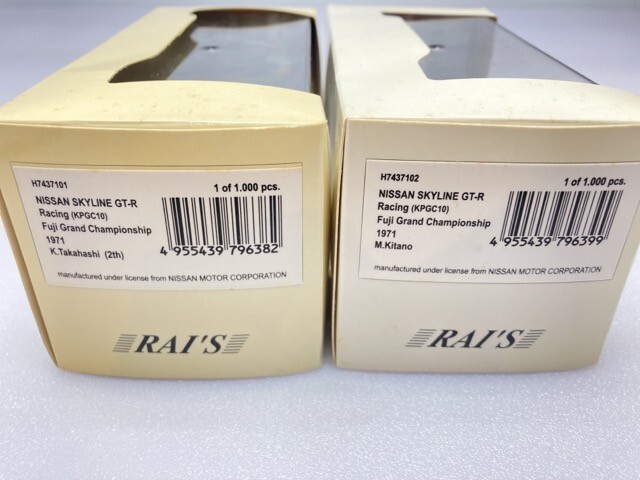 H7437101
1 of 1.000 pcs.
NISSAN SKYLINE GT-R
Racing (KPGC10)
Fuji Grand Championship
1971
K.Takahashi (2th)
4 955439 796382
manufactured under license from NISSAN MOTOR CORPORATION
RAI'S
H7437102
1 of 1.000 pcs.
NISSAN SKYLINE GT-R
Racing (KPGC10)
Fuji Grand Championship
1971
M.Kitano
4 955439 796399
manufactured under license from NISSAN MOTOR CORPORATION
RAI'S